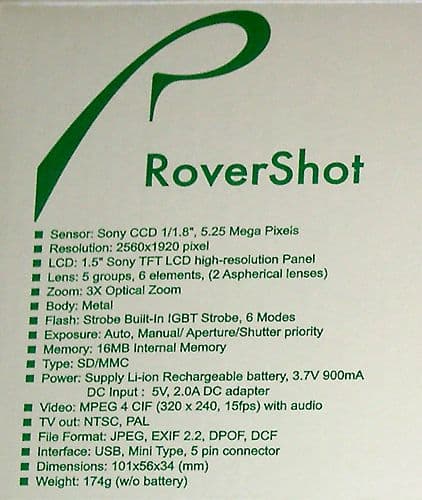 RoverShot
■ Sensor: Sony CCD 1/1.8", 5.25 Mega Pixels
■ Resolution: 2560x1920 pixel
■ LCD: 1.5" Sony TFT LCD high-resolution Panel
■ Lens: 5 groups, 6 elements, (2 Aspherical lenses)
■ Zoom: 3X Optical Zoom
■ Body: Metal
■ Flash: Strobe Built-In IGBT Strobe, 6 Modes
■ Exposure: Auto, Manual/ Aperture/Shutter priority
■ Memory: 16MB Internal Memory
■ Type: SD/MMC
■ Power: Supply Li-ion Rechargeable battery, 3.7V 900mA
DC Input : 5V, 2.0A DC adapter
■ Video: MPEG 4 CIF (320 x 240, 15fps) with audio
■ TV out: NTSC, PAL
■ File Format: JPEG, EXIF 2.2, DPOF, DCF
■ Interface: USB, Mini Type, 5 pin connector
■ Dimensions: 101x56x34 (mm)
■ Weight: 174g (w/o battery)